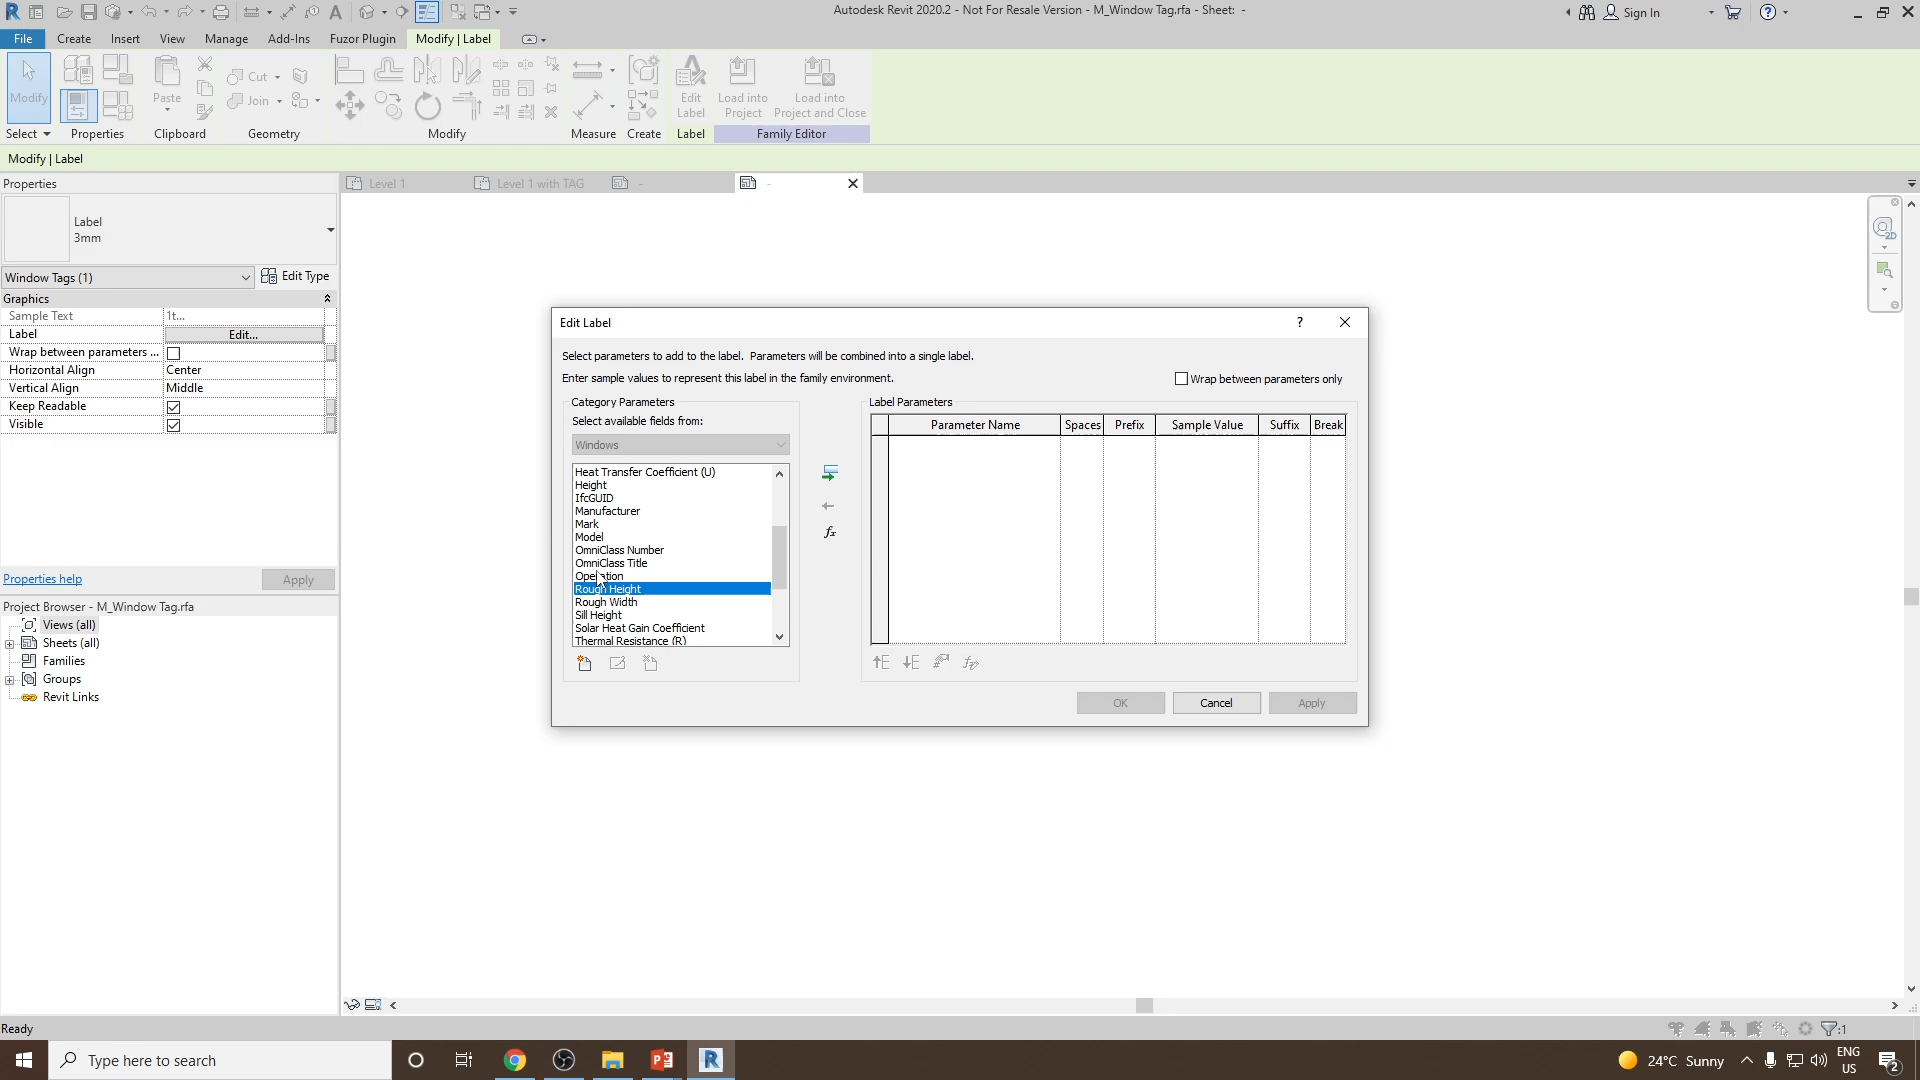 Autodesk Revit 2020.2 - Not For Resale Version - M_Window Tag.rfa - Sheet: -
Sign In
File Create Insert View Manage Add-Ins Fuzor Plugin Modify | Label
Modify
Paste
Cut
Join
Edit Label
Load into Project
Load into Project and Close
Select Properties Clipboard Geometry Modify Measure Create Label Family Editor
Modify | Label
Properties
Level 1
Level 1 with TAG
-
-
Label
3mm
Window Tags (1)
Edit Type
Graphics
Sample Text 1t...
Label Edit...
Wrap between parameters ...
Horizontal Align Center
Vertical Align Middle
Keep Readable
Visible
Properties help
Apply
Project Browser - M_Window Tag.rfa
Views (all)
Sheets (all)
Families
Groups
Revit Links
Edit Label
?
Select parameters to add to the label. Parameters will be combined into a single label.
Enter sample values to represent this label in the family environment.
Wrap between parameters only
Category Parameters
Select available fields from:
Windows
Heat Transfer Coefficient (U)
Height
IfcGUID
Manufacturer
Mark
Model
OmniClass Number
OmniClass Title
Operation
Rough Height
Rough Width
Sill Height
Solar Heat Gain Coefficient
Thermal Resistance (R)
fx
Label Parameters
Parameter Name Spaces Prefix Sample Value Suffix Break
OK
Cancel
Apply
2D
Ready
:1
Type here to search
24°C Sunny
ENG
US
2